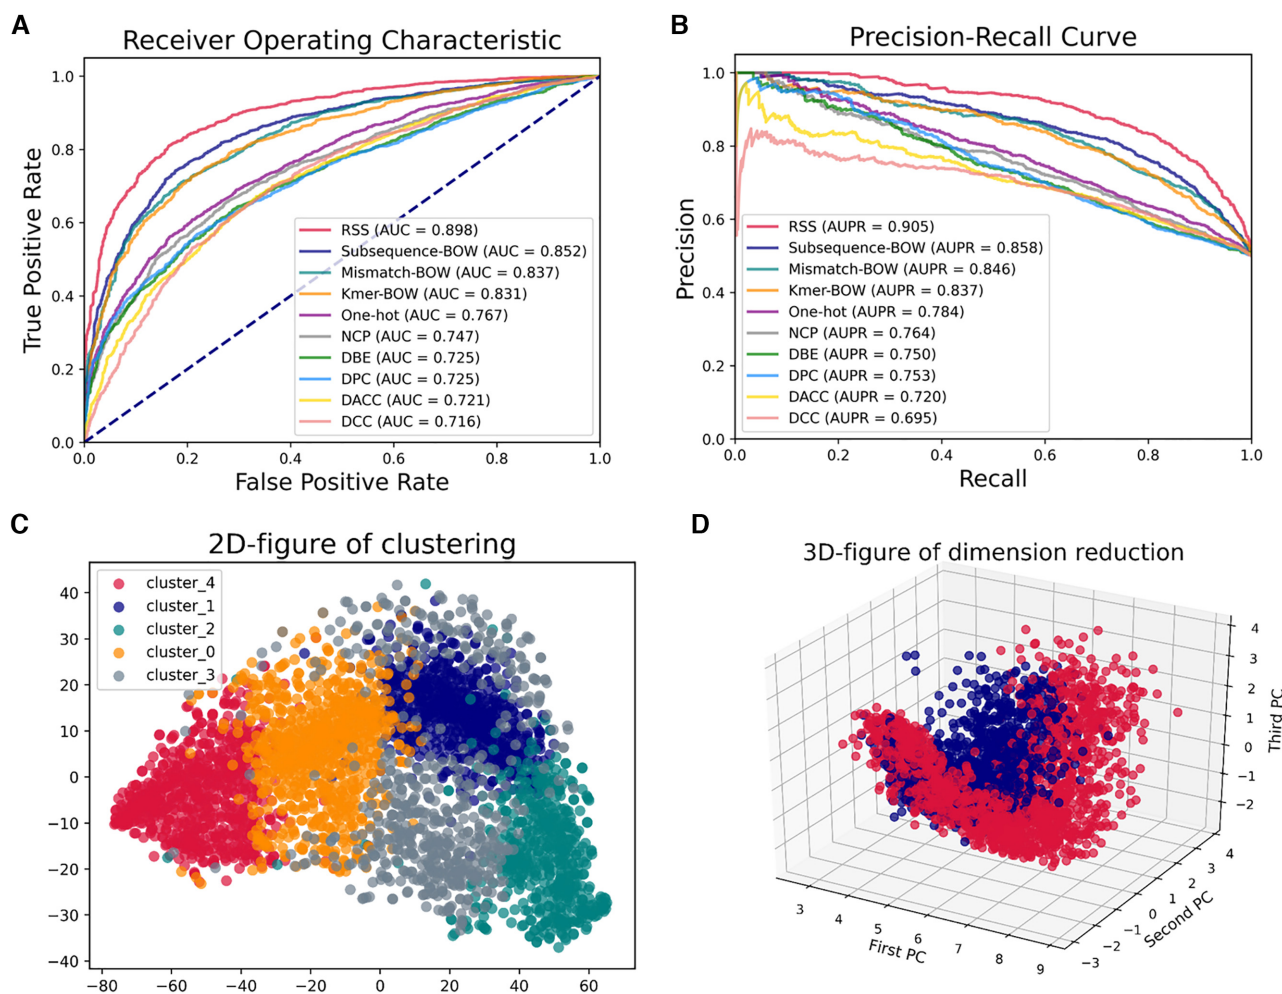 A
Receiver Operating Characteristic
True Positive Rate
1.0
0.8
0.6
0.4
0.2
0.0
RSS (AUC = 0.898)
Subsequence-BOW (AUC = 0.852)
Mismatch-BOW (AUC = 0.837)
Kmer-BOW (AUC = 0.831)
One-hot (AUC = 0.767)
NCP (AUC = 0.747)
DBE (AUC = 0.725)
DPC (AUC = 0.725)
DACC (AUC = 0.721)
DCC (AUC = 0.716)
0.0 0.2 0.4 0.6 0.8 1.0
False Positive Rate
B
Precision-Recall Curve
Precision
1.0
0.8
0.6
0.4
0.2
0.0
RSS (AUPR = 0.905)
Subsequence-BOW (AUPR = 0.858)
Mismatch-BOW (AUPR = 0.846)
Kmer-BOW (AUPR = 0.837)
One-hot (AUPR = 0.784)
NCP (AUPR = 0.764)
DBE (AUPR = 0.750)
DPC (AUPR = 0.753)
DACC (AUPR = 0.720)
DCC (AUPR = 0.695)
0.0 0.2 0.4 0.6 0.8 1.0
Recall
C
2D-figure of clustering
cluster_4
cluster_1
cluster_2
cluster_0
cluster_3
40
30
20
10
0
−10
−20
−30
−40
−80 −60 −40 −20 0 20 40 60
D
3D-figure of dimension reduction
4
3
2
1
0
−1
−2
Third PC
3 4 5 6 7 8 9
First PC
−3 −2 −1 0 1 2 3 4
Second PC